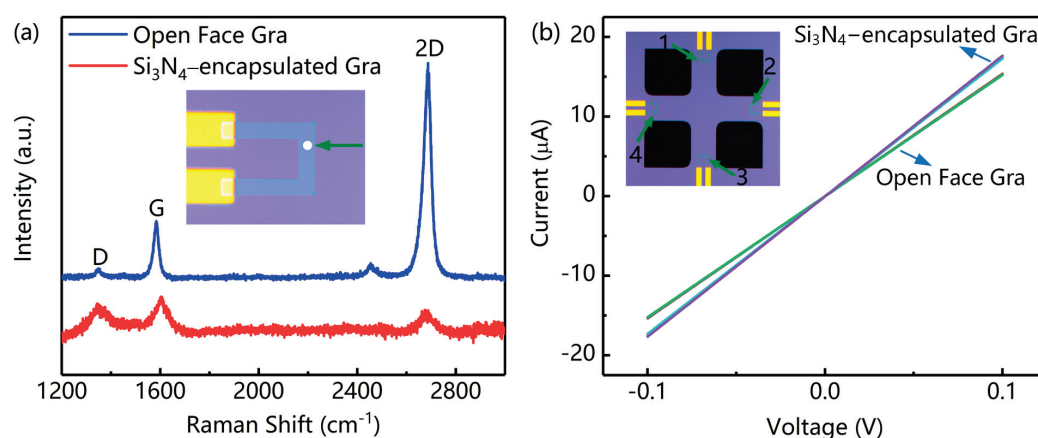 (a)
Open Face Gra
Si₃N₄–encapsulated Gra
2D
G
D
Intensity (a.u.)
1200 1600 2000 2400 2800
Raman Shift (cm⁻¹)
(b)
Si₃N₄–encapsulated Gra
Open Face Gra
1
2
3
4
20
10
0
-10
-20
Current (μA)
-0.1 0.0 0.1
Voltage (V)